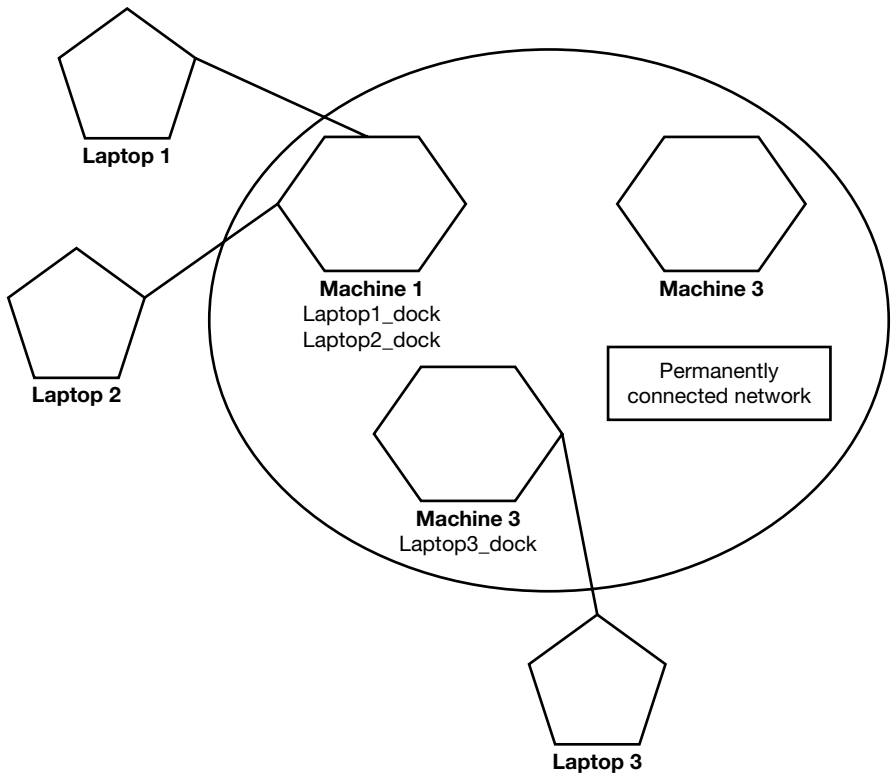 Laptop 1
Machine 1
Laptop1_dock
Laptop2_dock
Machine 3
Laptop 2
Permanently
connected network
Machine 3
Laptop3_dock
Laptop 3